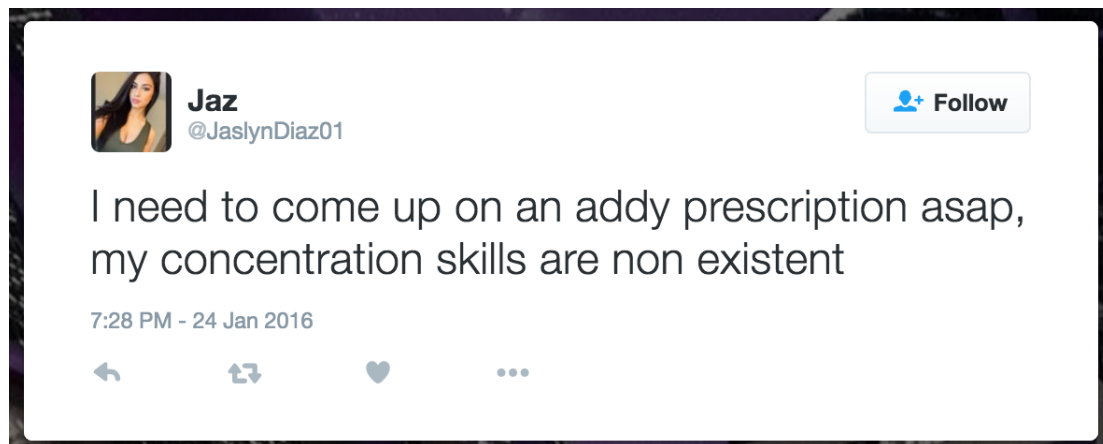 Jaz
@JaslynDiaz01
Follow
I need to come up on an addy prescription asap,
my concentration skills are non existent
7:28 PM - 24 Jan 2016